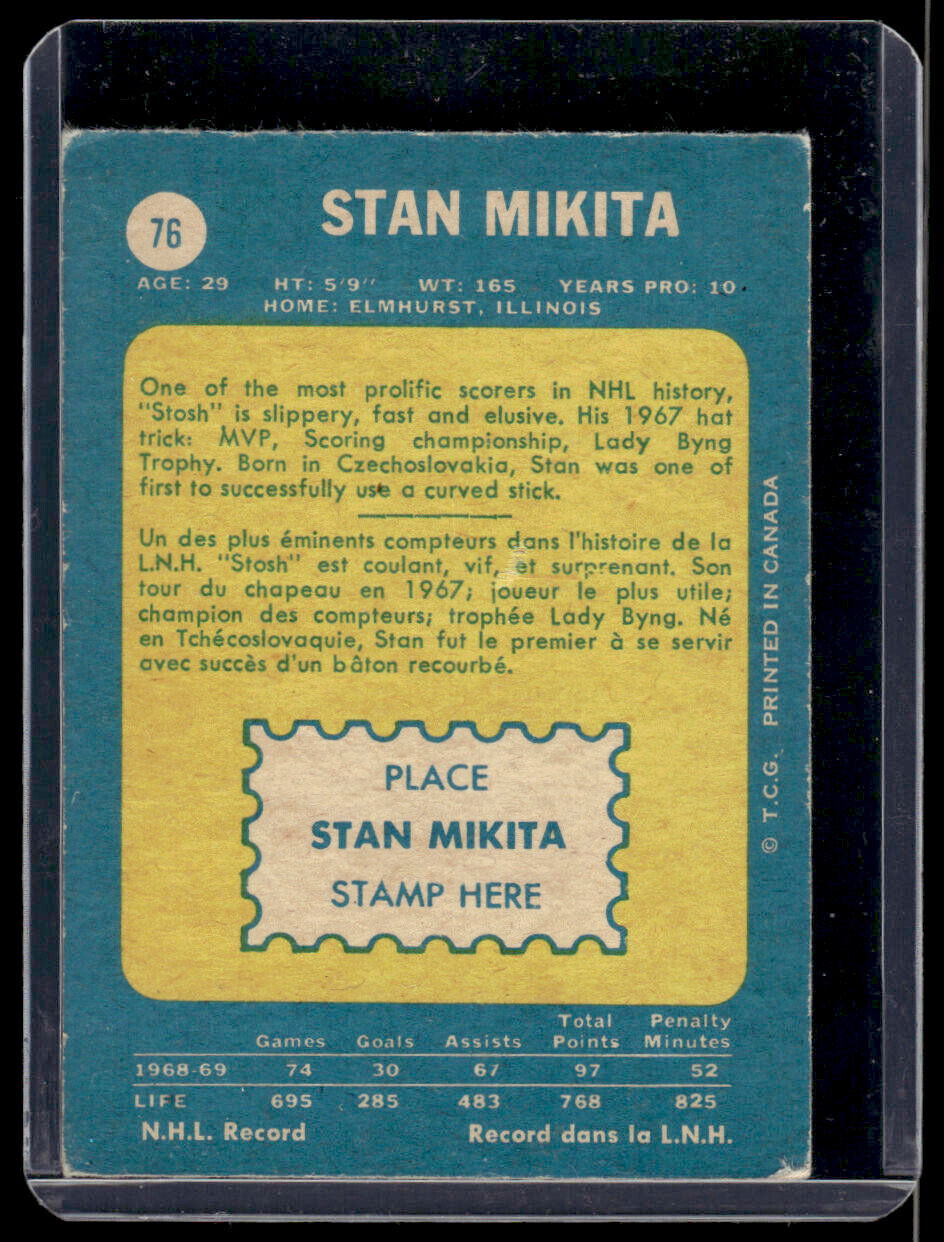 76
STAN MIKITA
AGE: 29 HT: 5'9" WT: 165 YEARS PRO: 10
HOME: ELMHURST, ILLINOIS
One of the most prolific scorers in NHL history,
"Stosh" is slippery, fast and elusive. His 1967 hat
trick: MVP, Scoring championship, Lady Byng
Trophy. Born in Czechoslovakia, Stan was one of
first to successfully use a curved stick.
Un des plus éminents compteurs dans l'histoire de la
L.N.H. "Stosh" est coulant, vif, et surprenant. Son
tour du chapeau en 1967; joueur le plus utile;
champion des compteurs; trophée Lady Byng. Né
en Tchécoslovaquie, Stan fut le premier à se servir
avec succès d'un bâton recourbé.
PLACE
STAN MIKITA
STAMP HERE
© T.C.G. PRINTED IN CANADA
Total Penalty
Games Goals Assists Points Minutes
1968-69 74 30 67 97 52
LIFE 695 285 483 768 825
N.H.L. Record Record dans la L.N.H.